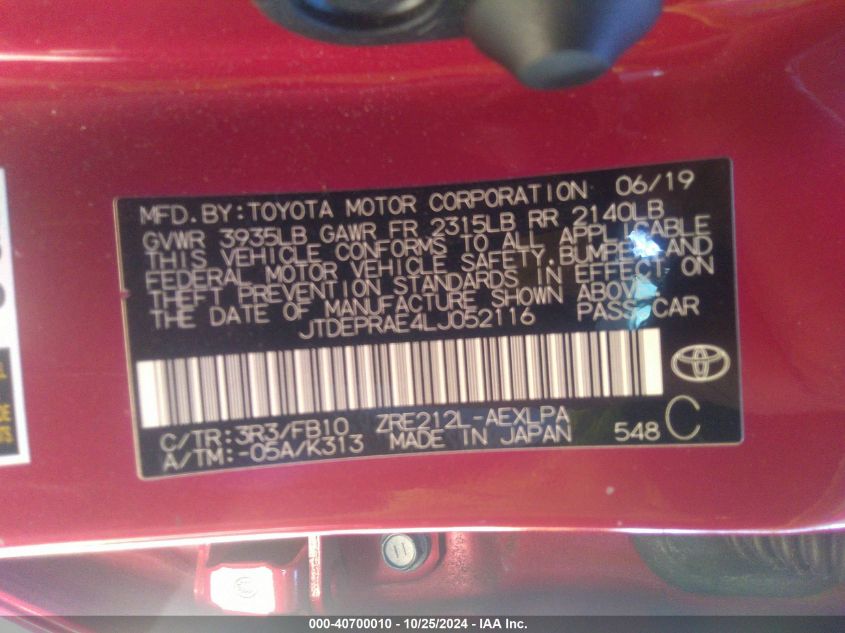 MFD. BY: TOYOTA MOTOR CORPORATION 06/19
GVWR 3935LB GAWR FR 2315LB RR 2140LB
THIS VEHICLE CONFORMS TO ALL APPLICABLE
FEDERAL MOTOR VEHICLE SAFETY, BUMPER, AND
THEFT PREVENTION STANDARDS IN EFFECT ON
THE DATE OF MANUFACTURE SHOWN ABOVE.
JTDEPRAE4LJ052116 PASS. CAR
C/TR: 3R3/FB10 ZRE212L-AEXLPA
A/TM: -05A/K313 MADE IN JAPAN 548 C
000-40700010 - 10/25/2024 - IAA Inc.